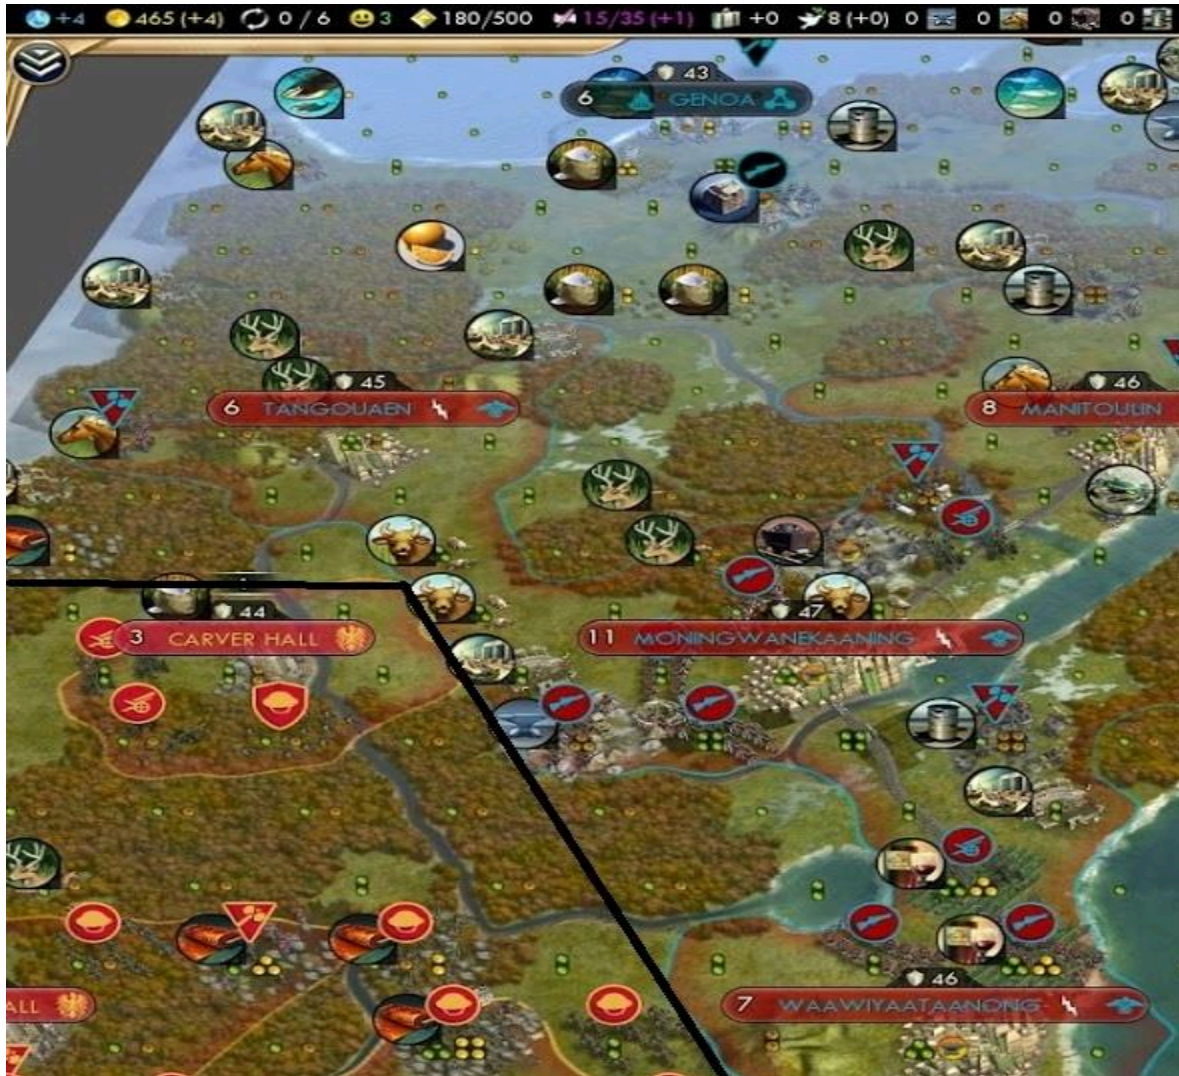 +4 465 (+4) 0 / 6 3 180/500 15/35 (+1) +0 8 (+0) 0 0 0 0
43
6 GENOA
45
6 TANGOUAEN
46
8 MANITOULIN
44
3 CARVER HALL
47
11 MONINGWANEKAANING
46
ALL
7 WAAWIYAATAANONG